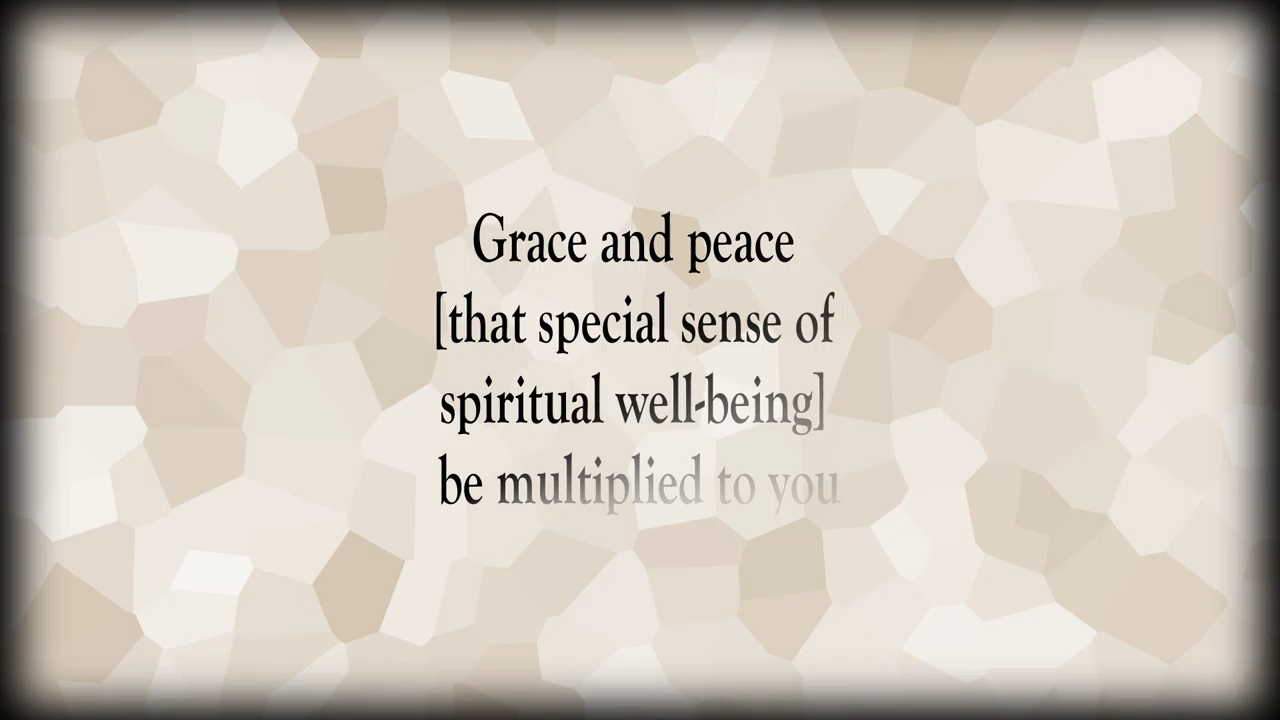 Grace and peace
[that special sense of
spiritual well-being]
be multiplied to you